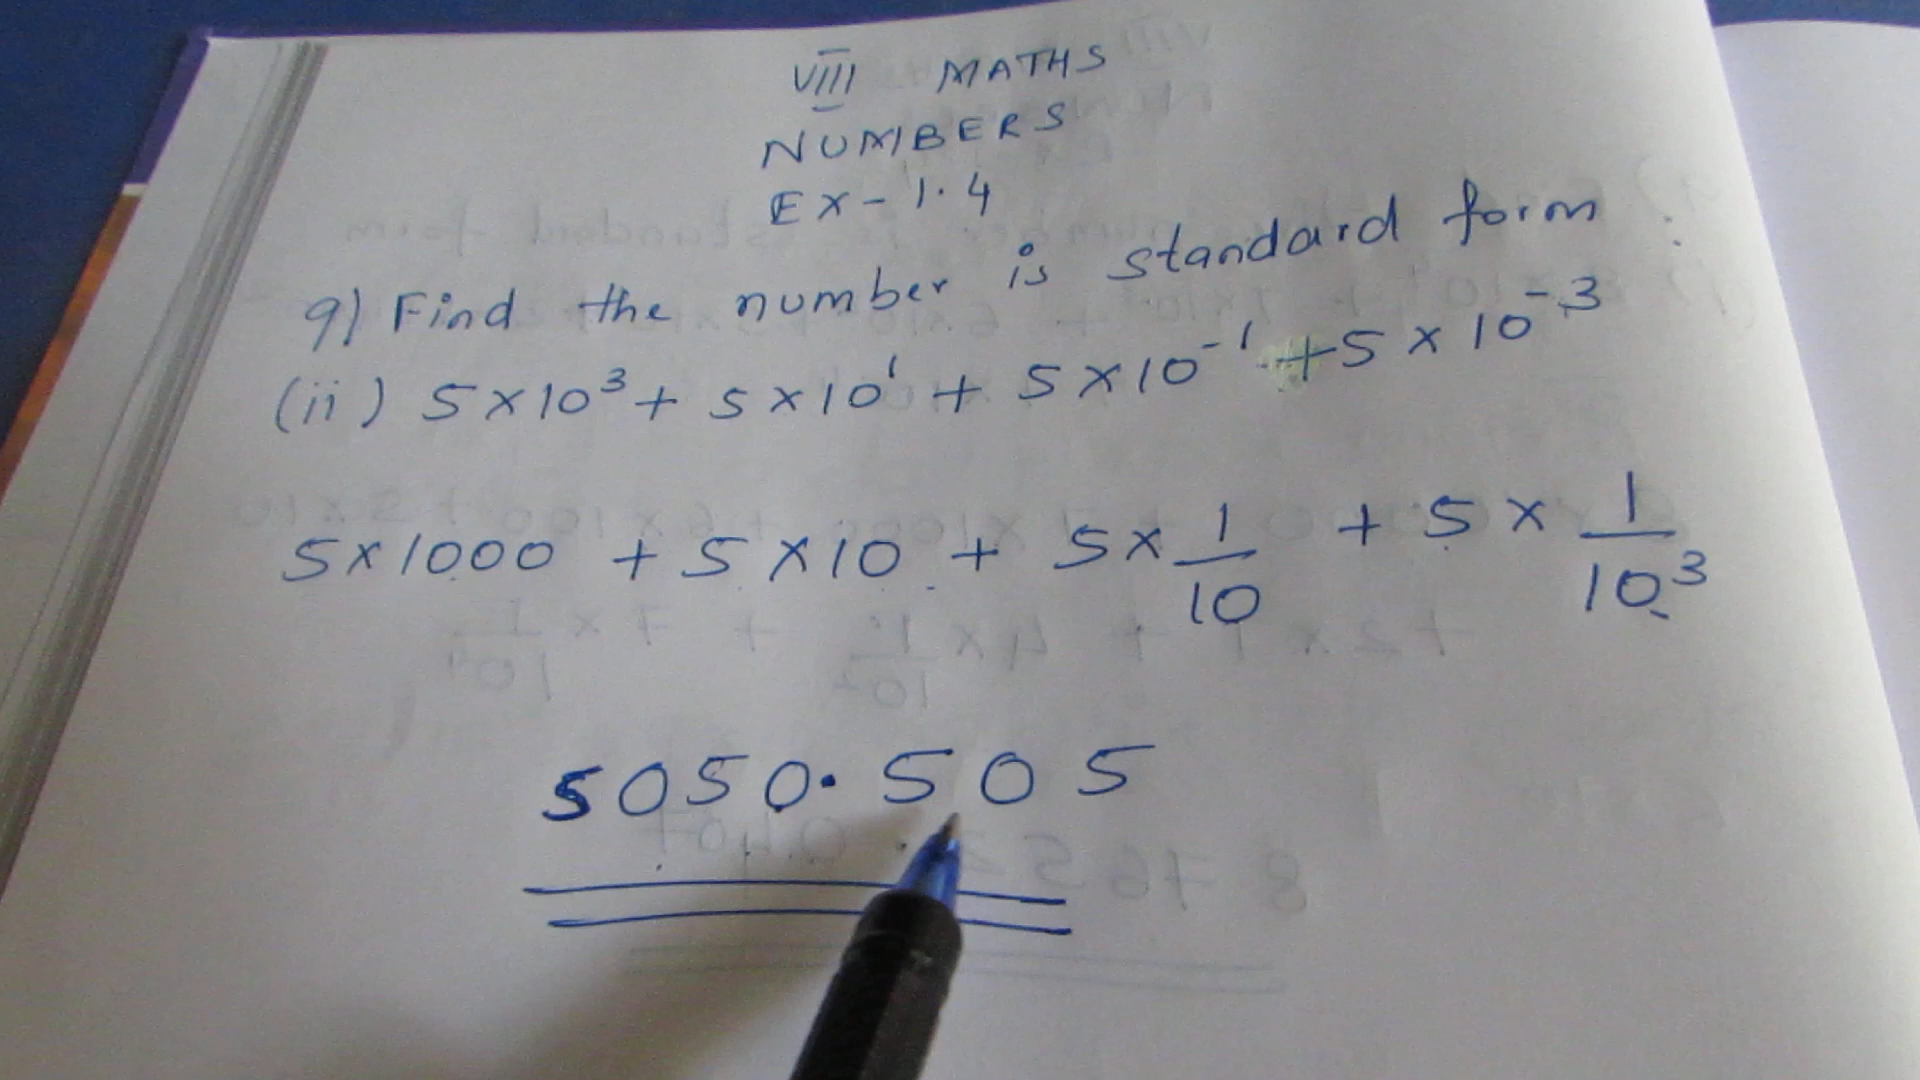 VIII MATHS
NUMBERS
EX-1.4
9) Find the number is standard form.
(ii) 5×10³ + 5×10¹ + 5×10⁻¹ + 5×10⁻³
5×1000 + 5×10 + 5×1/10 + 5×1/10³
5050.505